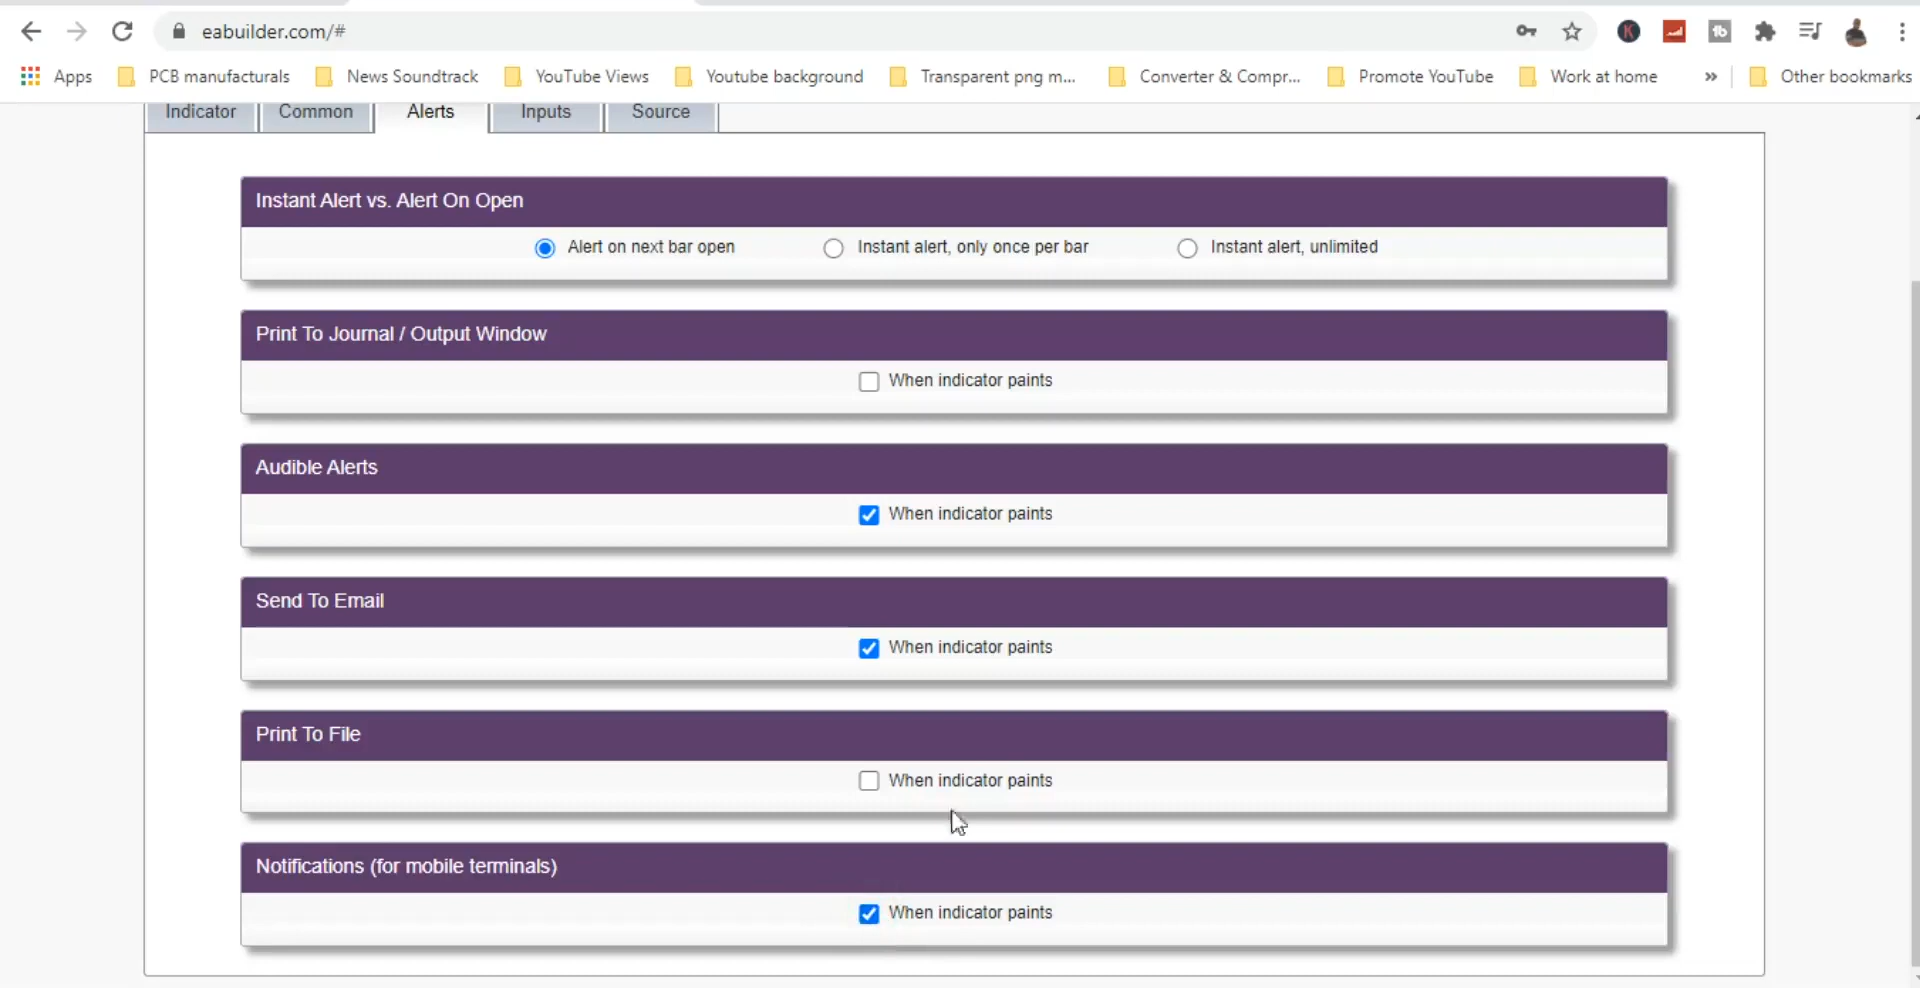 eabuilder.com/#
Apps PCB manufacturals News Soundtrack YouTube Views Youtube background Transparent png m... Converter & Compr... Promote YouTube Work at home » Other bookmarks
Indicator Common Alerts Inputs Source
Instant Alert vs. Alert On Open
Alert on next bar open Instant alert, only once per bar Instant alert, unlimited
Print To Journal / Output Window
When indicator paints
Audible Alerts
When indicator paints
Send To Email
When indicator paints
Print To File
When indicator paints
Notifications (for mobile terminals)
When indicator paints